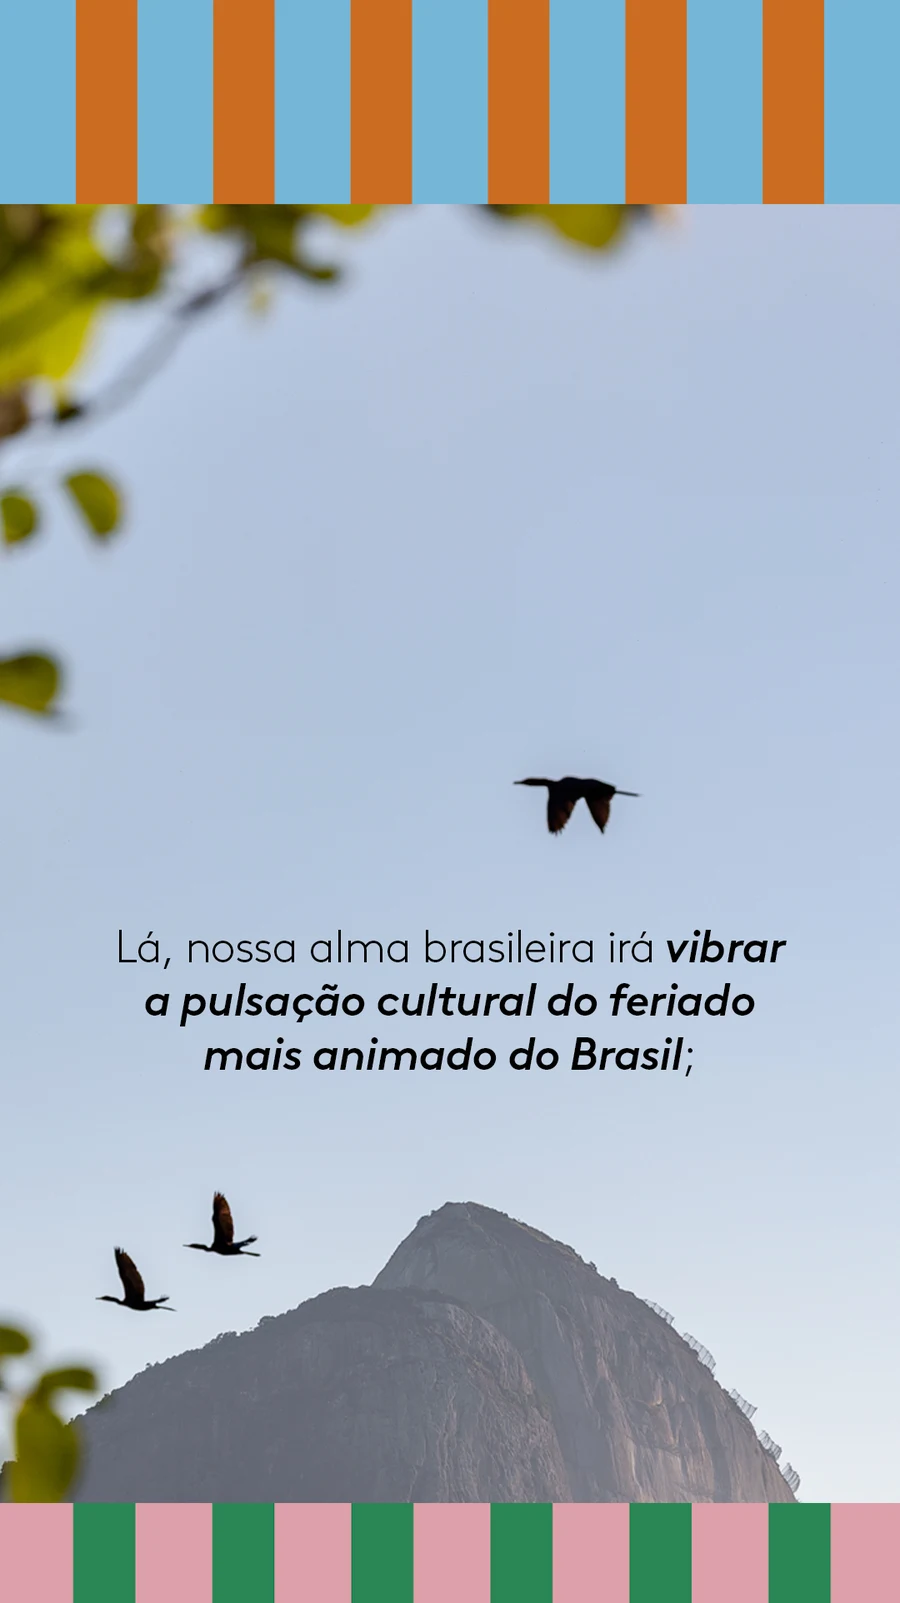 Lá, nossa alma brasileira irá vibrar
a pulsação cultural do feriado
mais animado do Brasil;